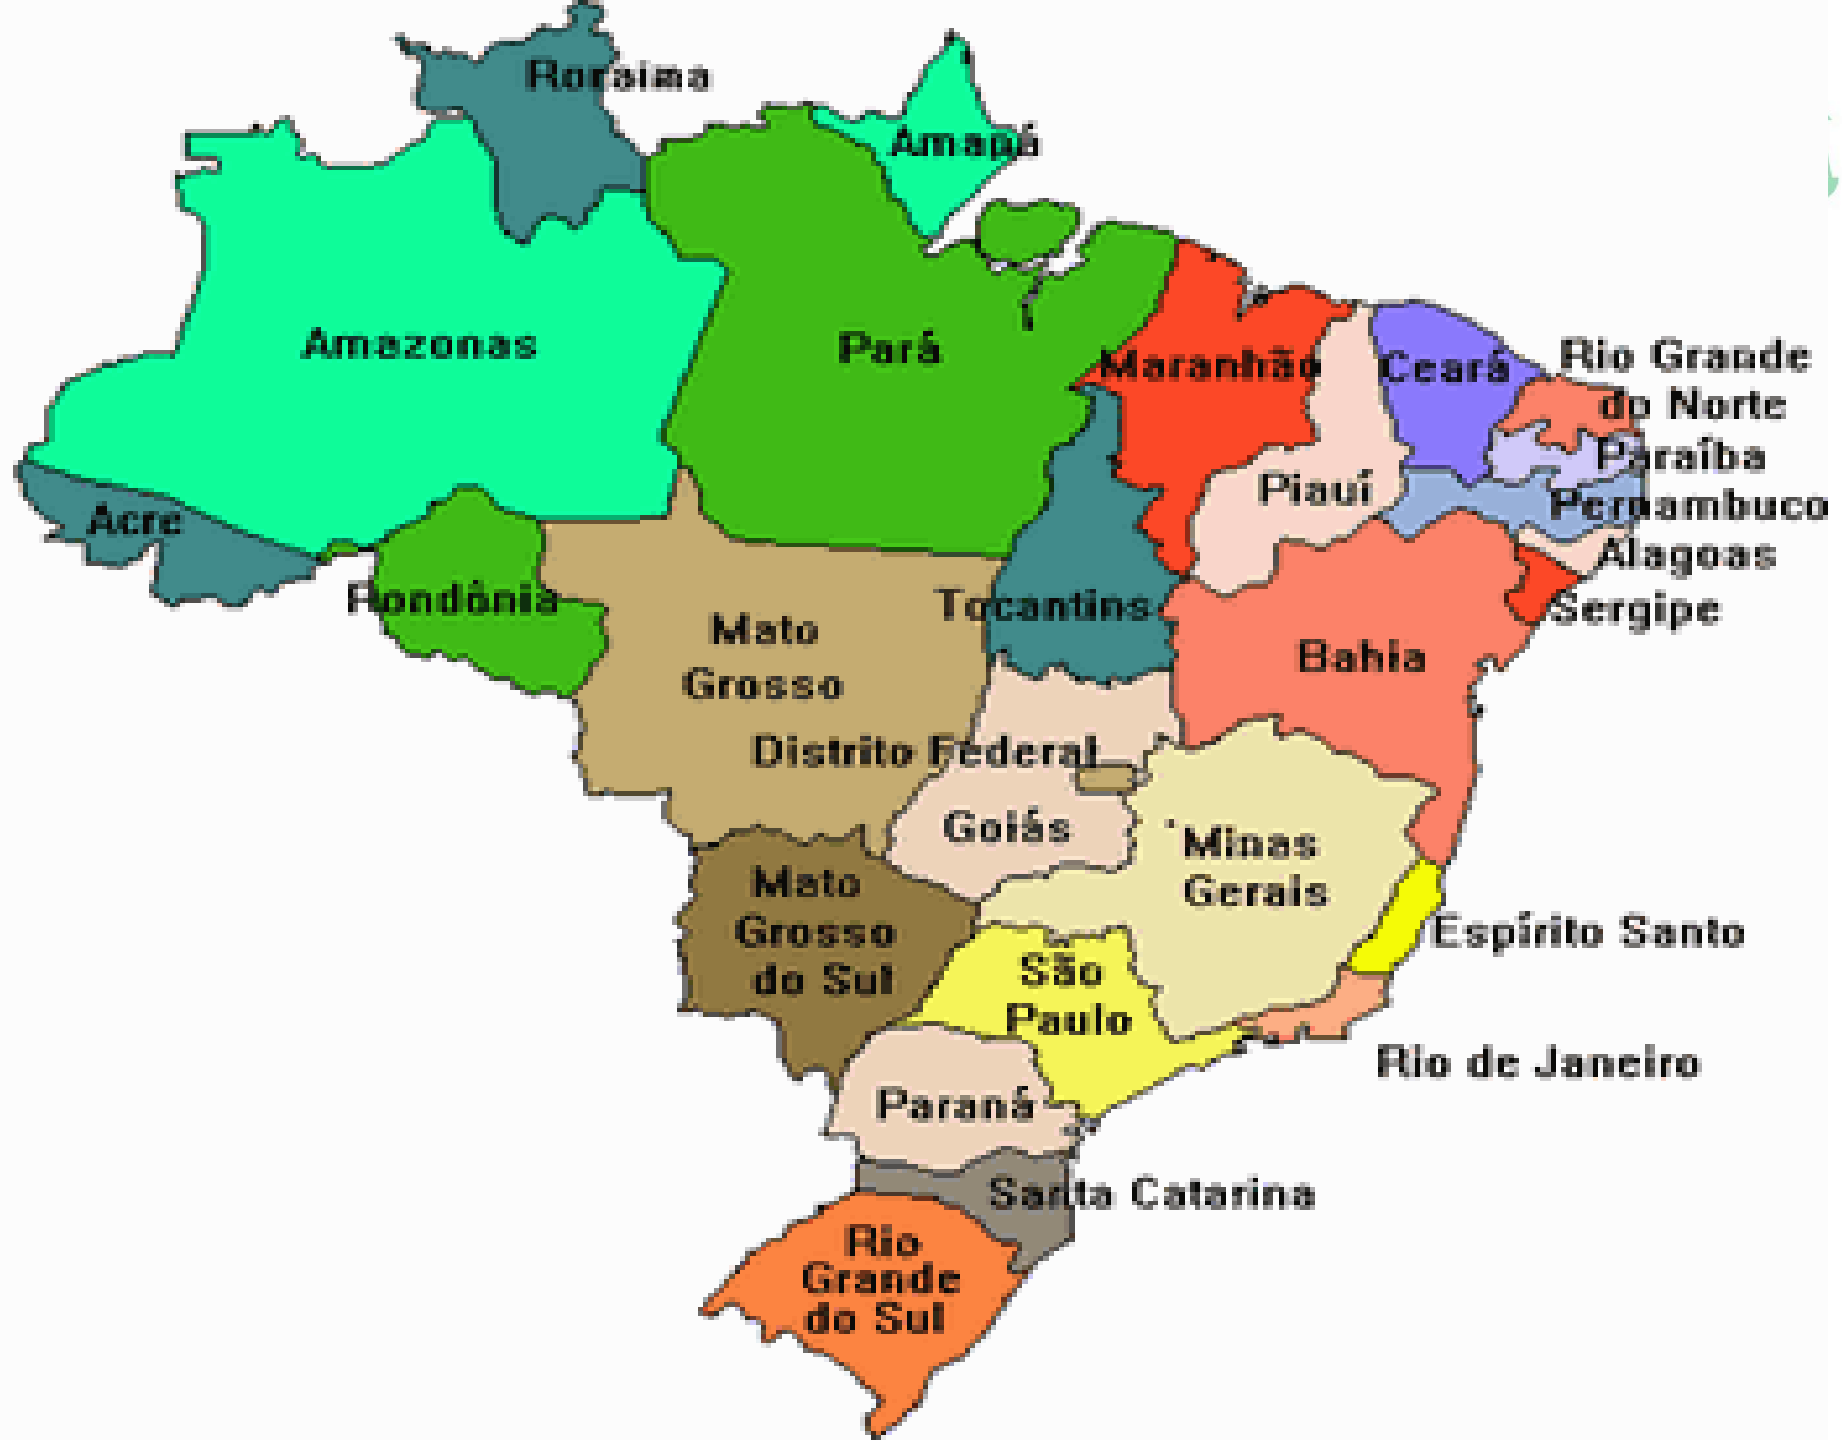 Roraima
Amapá
Amazonas
Pará
Maranhão
Ceará
Rio Grande
do Norte
Paraíba
Piauí
Pernambuco
Acre
Alagoas
Rondônia
Tocantins
Sergipe
Mato
Grosso
Bahia
Distrito Federal
Goiás
Minas
Gerais
Mato
Grosso
do Sul
Espírito Santo
São
Paulo
Rio de Janeiro
Paraná
Santa Catarina
Rio
Grande
do Sul